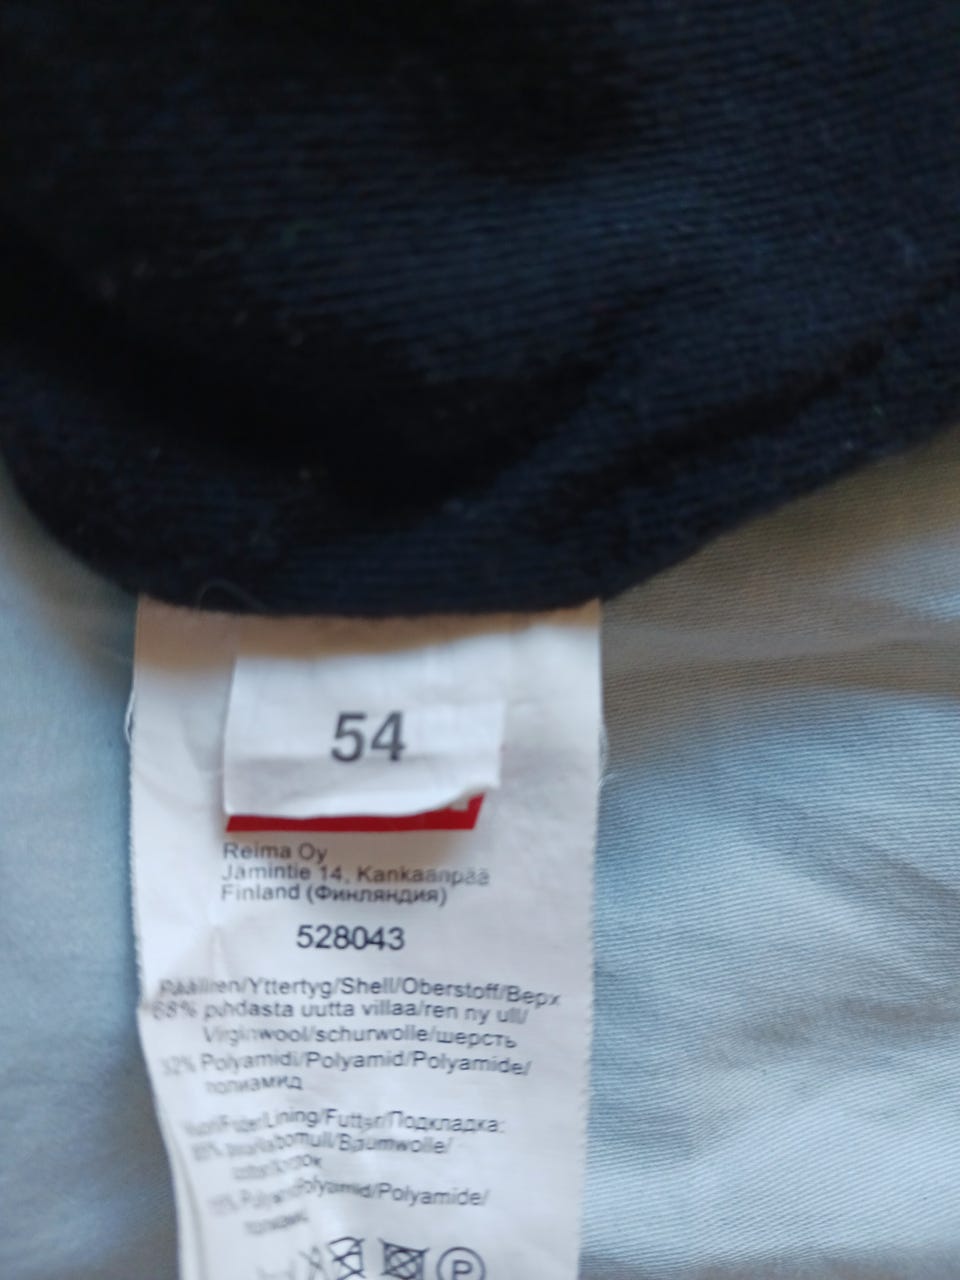 54
Reima Oy
Jämintie 14, Kankaanpää
Finland (Финляндия)
528043
Päällinen/Yttertyg/Shell/Oberstoff/Верх
68% puhdasta uutta villaa/ren ny ull/
Virginwool/schurwolle/шерсть
32% Polyamidi/Polyamid/Polyamide/
полиамид
Vuori/Foder/Lining/Futter/Подкладка:
bomull/Baumwolle/
Polyamid/Polyamide/
полиамид
P